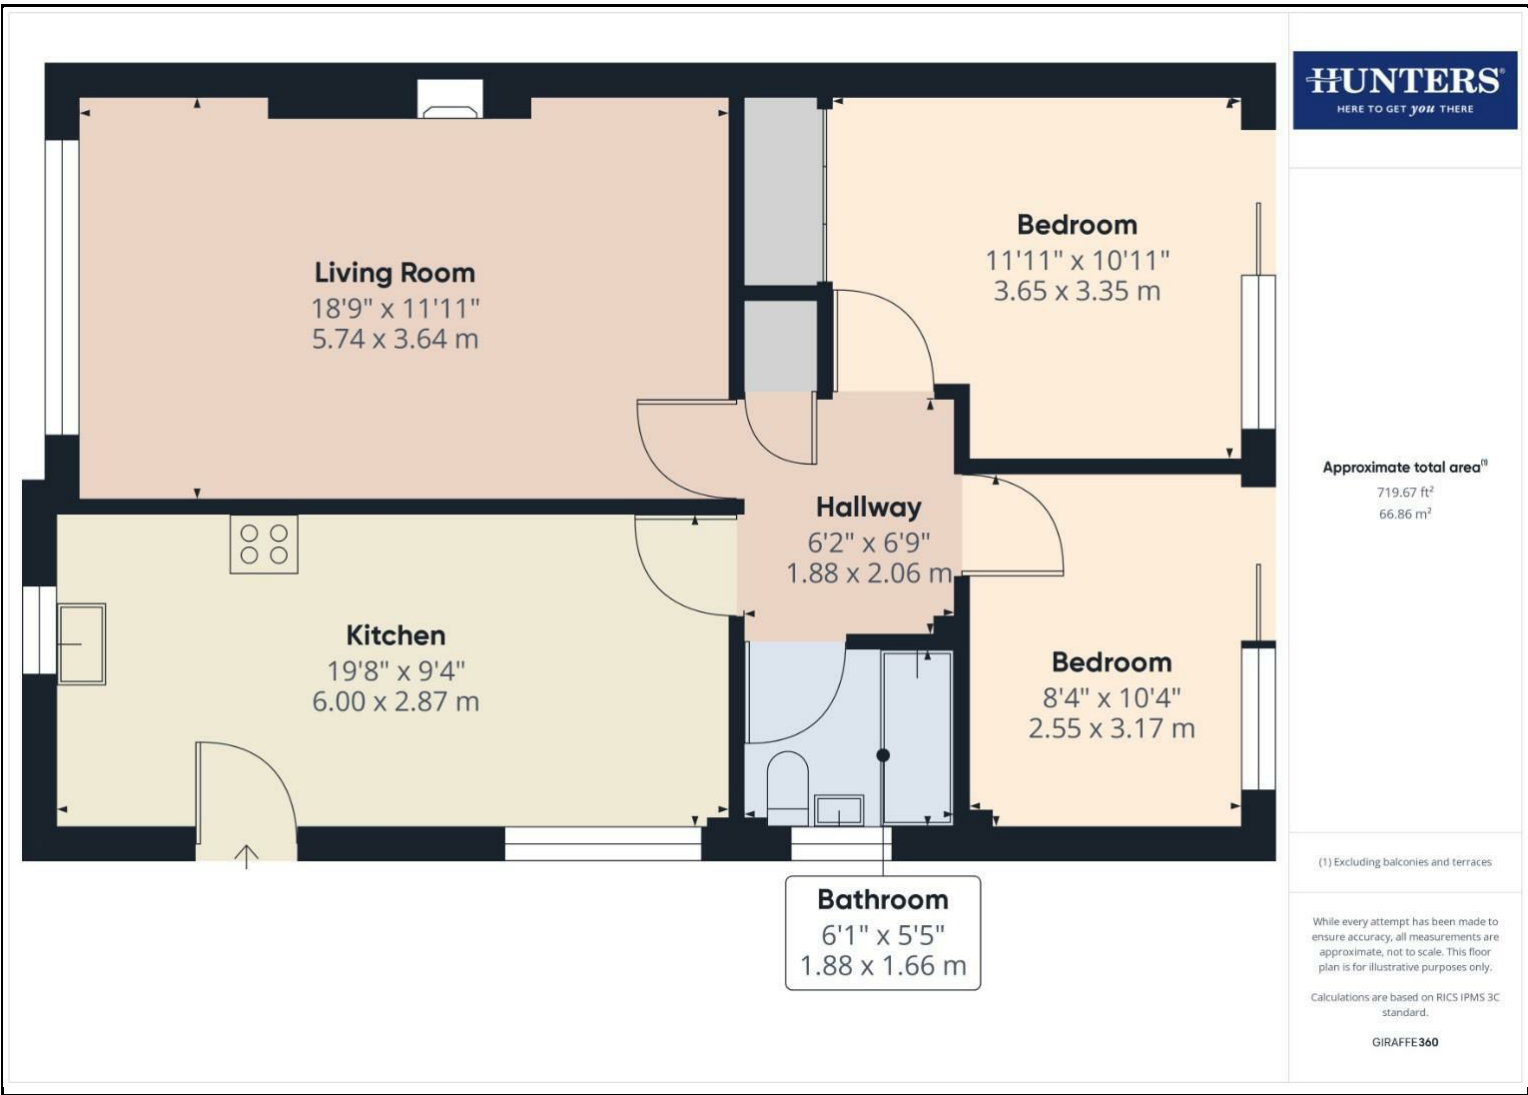 Living Room
18'9" x 11'11"
5.74 x 3.64 m
Bedroom
11'11" x 10'11"
3.65 x 3.35 m
Hallway
6'2" x 6'9"
1.88 x 2.06 m
Kitchen
19'8" x 9'4"
6.00 x 2.87 m
Bedroom
8'4" x 10'4"
2.55 x 3.17 m
Bathroom
6'1" x 5'5"
1.88 x 1.66 m
HUNTERS®
HERE TO GET you THERE
Approximate total area(1)
719.67 ft²
66.86 m²
(1) Excluding balconies and terraces
While every attempt has been made to
ensure accuracy, all measurements are
approximate, not to scale. This floor
plan is for illustrative purposes only.
Calculations are based on RICS IPMS 3C
standard.
GIRAFFE360